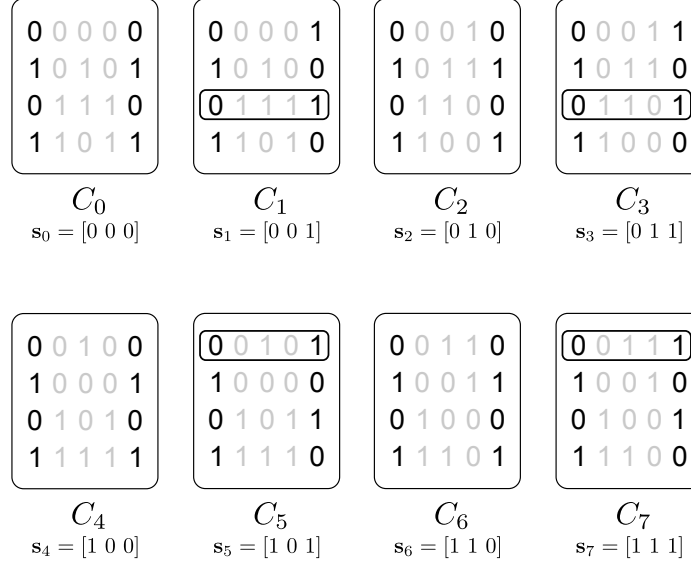 0 0 0 0 0
1 0 1 0 1
0 1 1 1 0
1 1 0 1 1
C₀
s₀ = [0 0 0]
0 0 0 0 1
1 0 1 0 0
0 1 1 1 1
1 1 0 1 0
C₁
s₁ = [0 0 1]
0 0 0 1 0
1 0 1 1 1
0 1 1 0 0
1 1 0 0 1
C₂
s₂ = [0 1 0]
0 0 0 1 1
1 0 1 1 0
0 1 1 0 1
1 1 0 0 0
C₃
s₃ = [0 1 1]
0 0 1 0 0
1 0 0 0 1
0 1 0 1 0
1 1 1 1 1
C₄
s₄ = [1 0 0]
0 0 1 0 1
1 0 0 0 0
0 1 0 1 1
1 1 1 1 0
C₅
s₅ = [1 0 1]
0 0 1 1 0
1 0 0 1 1
0 1 0 0 0
1 1 1 0 1
C₆
s₆ = [1 1 0]
0 0 1 1 1
1 0 0 1 0
0 1 0 0 1
1 1 1 0 0
C₇
s₇ = [1 1 1]